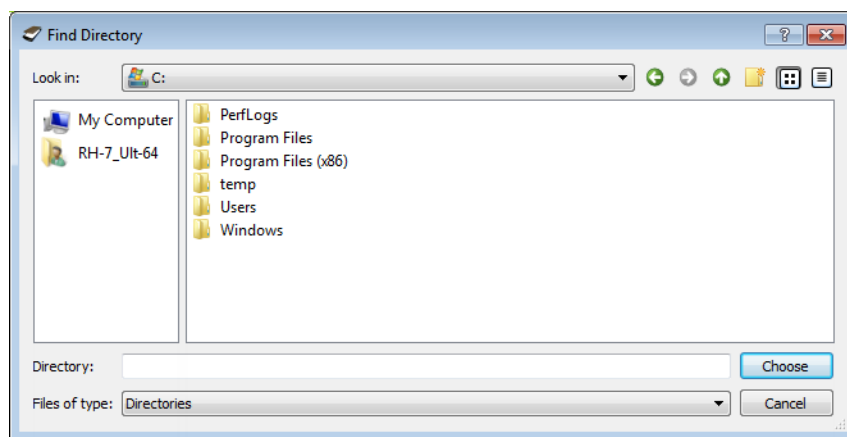 Find Directory
Look in:
C:
My Computer
RH-7_Ult-64
PerfLogs
Program Files
Program Files (x86)
temp
Users
Windows
Directory:
Choose
Files of type:
Directories
Cancel